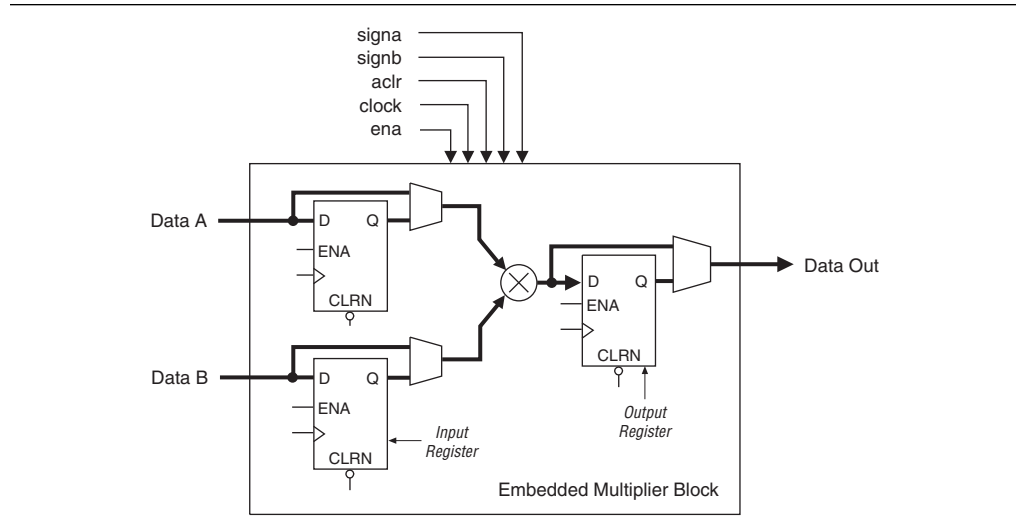 signa
signb
aclr
clock
ena
Data A
D Q
ENA
CLRN
Data Out
D Q
ENA
CLRN
Data B
D Q
ENA
CLRN
Input
Register
Output
Register
Embedded Multiplier Block